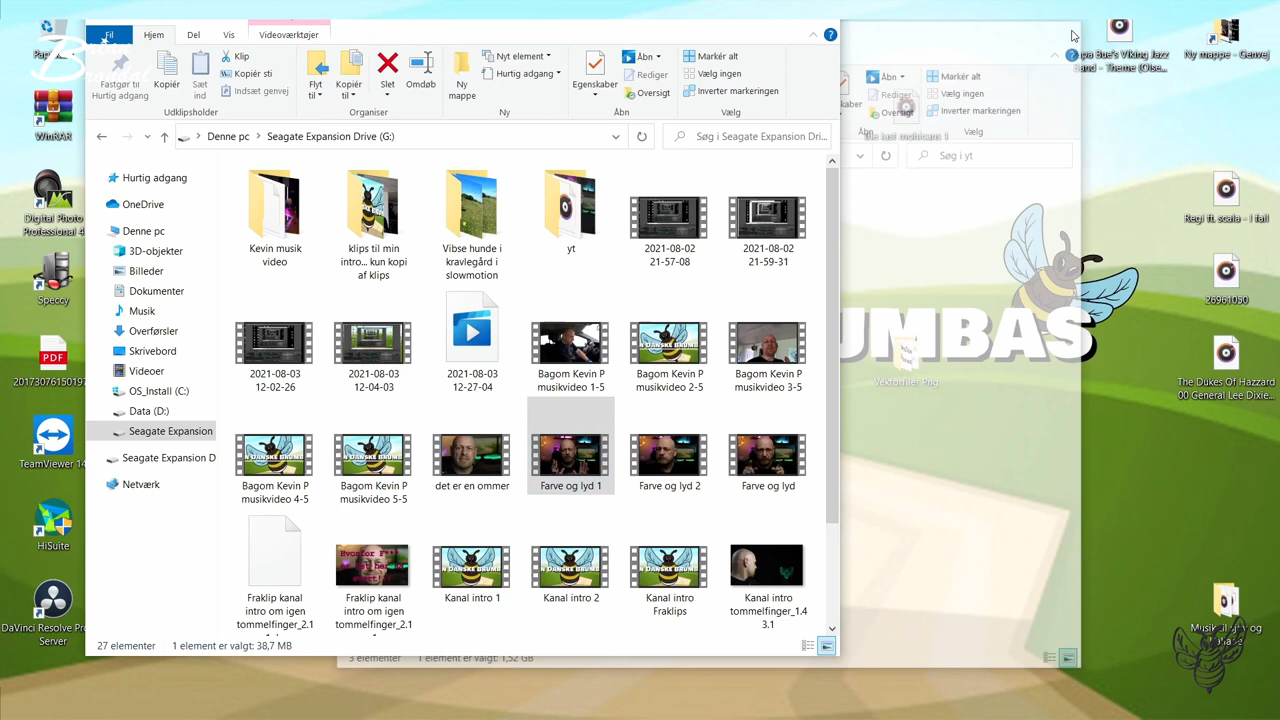 Fil
Hjem
Del
Vis
Videoværktøjer
Fastgør til
Hurtig adgang
Kopiér
Sæt
ind
Klip
Kopiér sti
Indsæt genvej
Udklipsholder
Flyt
til
Kopiér
til
Slet
Omdøb
Organiser
Ny
mappe
Nyt element
Hurtig adgang
Ny
Egenskaber
Åbn
Rediger
Oversigt
Åbn
Markér alt
Vælg ingen
Inverter markeringen
Vælg
Denne pc
Seagate Expansion Drive (G:)
Søg i Seagate Expansion Dri...
Hurtig adgang
OneDrive
Denne pc
3D-objekter
Billeder
Dokumenter
Musik
Overførsler
Skrivebord
Videoer
OS_Install (C:)
Data (D:)
Seagate Expansion
Seagate Expansion D
Netværk
Kevin musik
video
klips til min
intro... kun kopi
af klips
Vibse hunde i
kravlegård i
slowmotion
yt
2021-08-02
21-57-08
2021-08-02
21-59-31
2021-08-03
12-02-26
2021-08-03
12-04-03
2021-08-03
12-27-04
Bagom Kevin P
musikvideo 1-5
Bagom Kevin P
musikvideo 2-5
Bagom Kevin P
musikvideo 3-5
Bagom Kevin P
musikvideo 4-5
Bagom Kevin P
musikvideo 5-5
det er en ommer
Farve og lyd 1
Farve og lyd 2
Farve og lyd
Fraklip kanal
intro om igen
tommelfinger_2.1
Fraklip kanal
intro om igen
tommelfinger_2.1
Kanal intro 1
Kanal intro 2
Kanal intro
Fraklips
Kanal intro
tommelfinger_1.4
3.1
27 elementer
1 element er valgt: 38,7 MB
Åbn
Rediger
Oversigt
Markér alt
Vælg ingen
Inverter markeringen
Vælg
Søg i yt
3 elementer
1 element er valgt: 1,52 GB
UMBAS
Vektorfiler Png
WinRAR
Digital Photo
Professional 4
Speccy
PDF
20173076150197
TeamViewer 14
HiSuite
DaVinci Resolve Pro
Server
pa Bue's Viking Jazz
and - Theme (Olse...
Ny mappe - Genvej
Regi ft. scala - I fail
26961050
The Dukes Of Hazzard
00 General Lee Dixie...